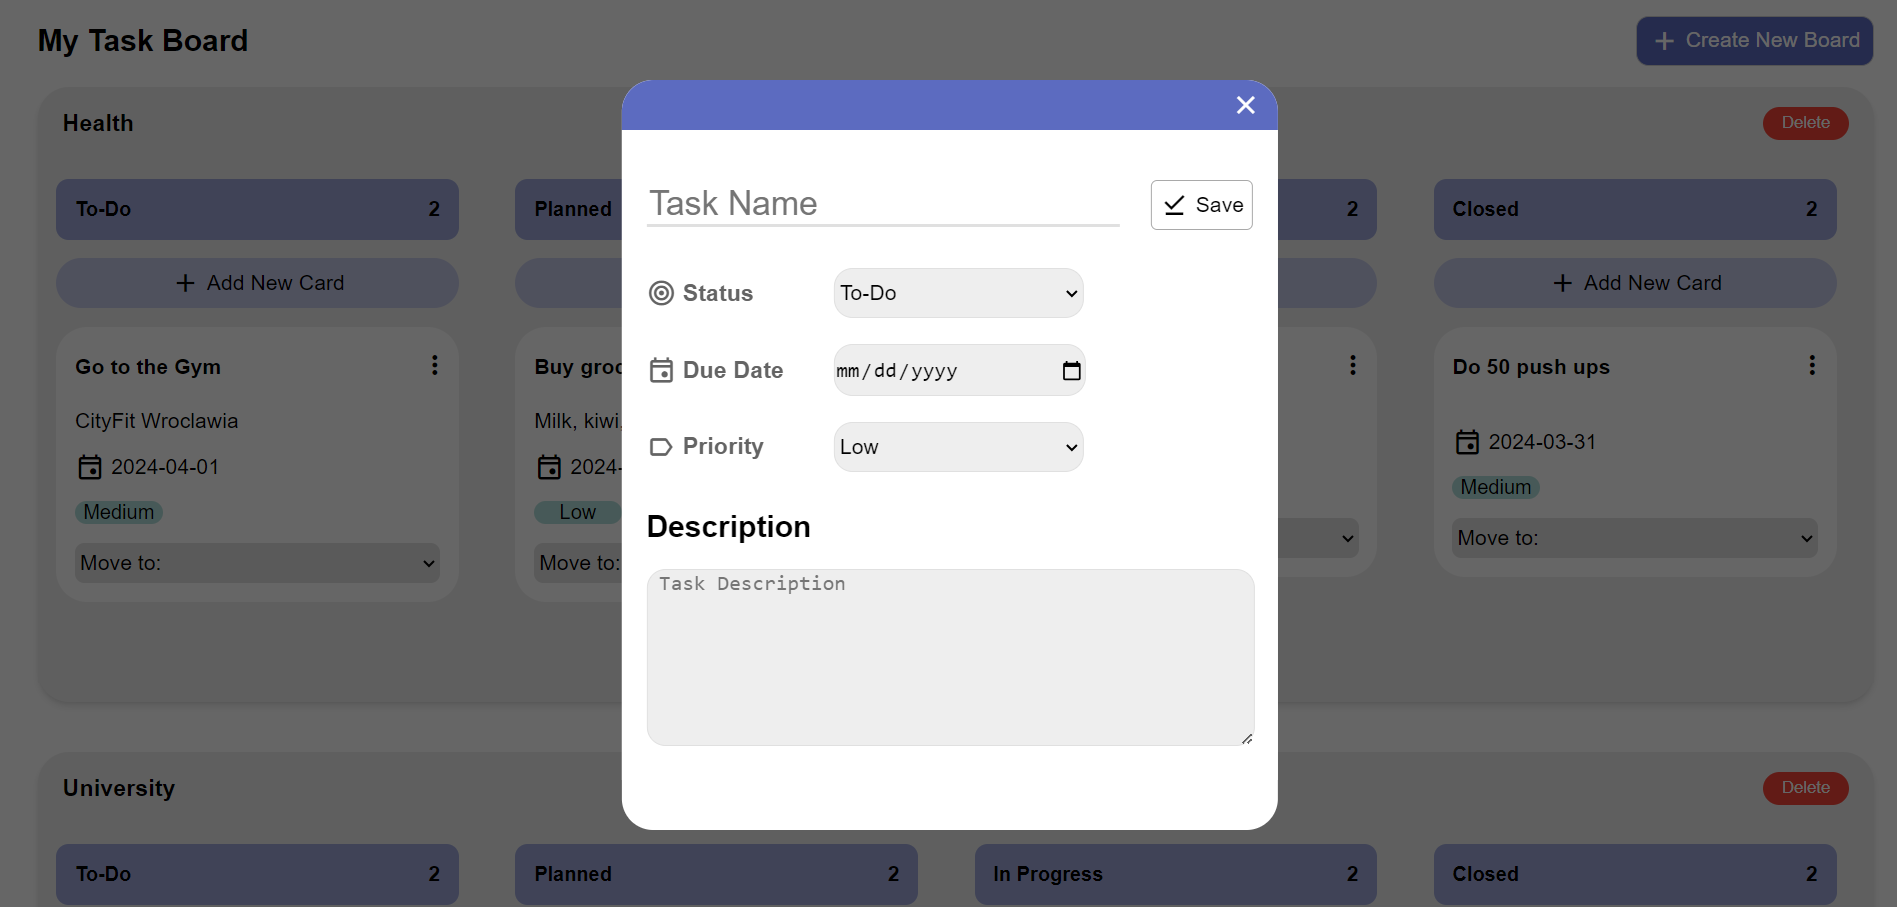 My Task Board
Create New Board
Health
Delete
To-Do 2
Planned
2
Closed 2
Add New Card
Add New Card
Go to the Gym
CityFit Wroclawia
2024-04-01
Medium
Move to:
Buy
Milk, kiwi,
2024-
Low
Move to:
Do 50 push ups
2024-03-31
Medium
Move to:
Task Name
Save
Status To-Do
Due Date mm/dd/yyyy
Priority Low
Description
Task Description
University
Delete
To-Do 2
Planned 2
In Progress 2
Closed 2